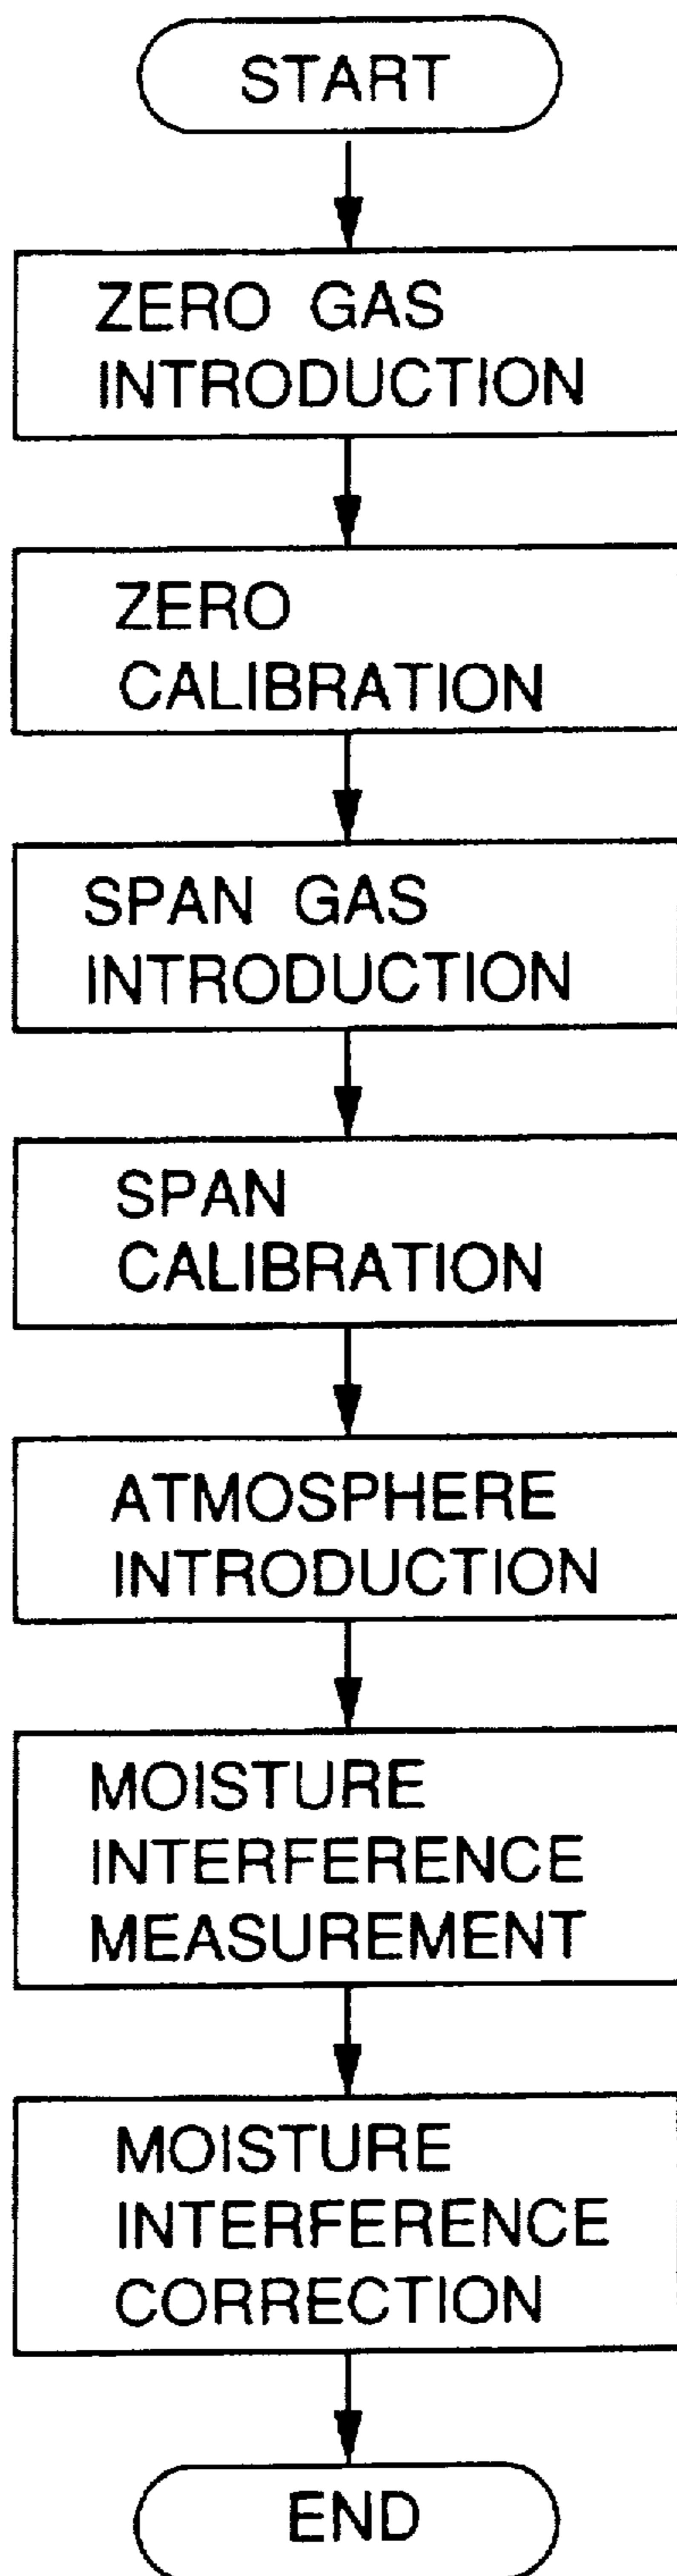 START
ZERO GAS
INTRODUCTION
ZERO
CALIBRATION
SPAN GAS
INTRODUCTION
SPAN
CALIBRATION
ATMOSPHERE
INTRODUCTION
MOISTURE
INTERFERENCE
MEASUREMENT
MOISTURE
INTERFERENCE
CORRECTION
END